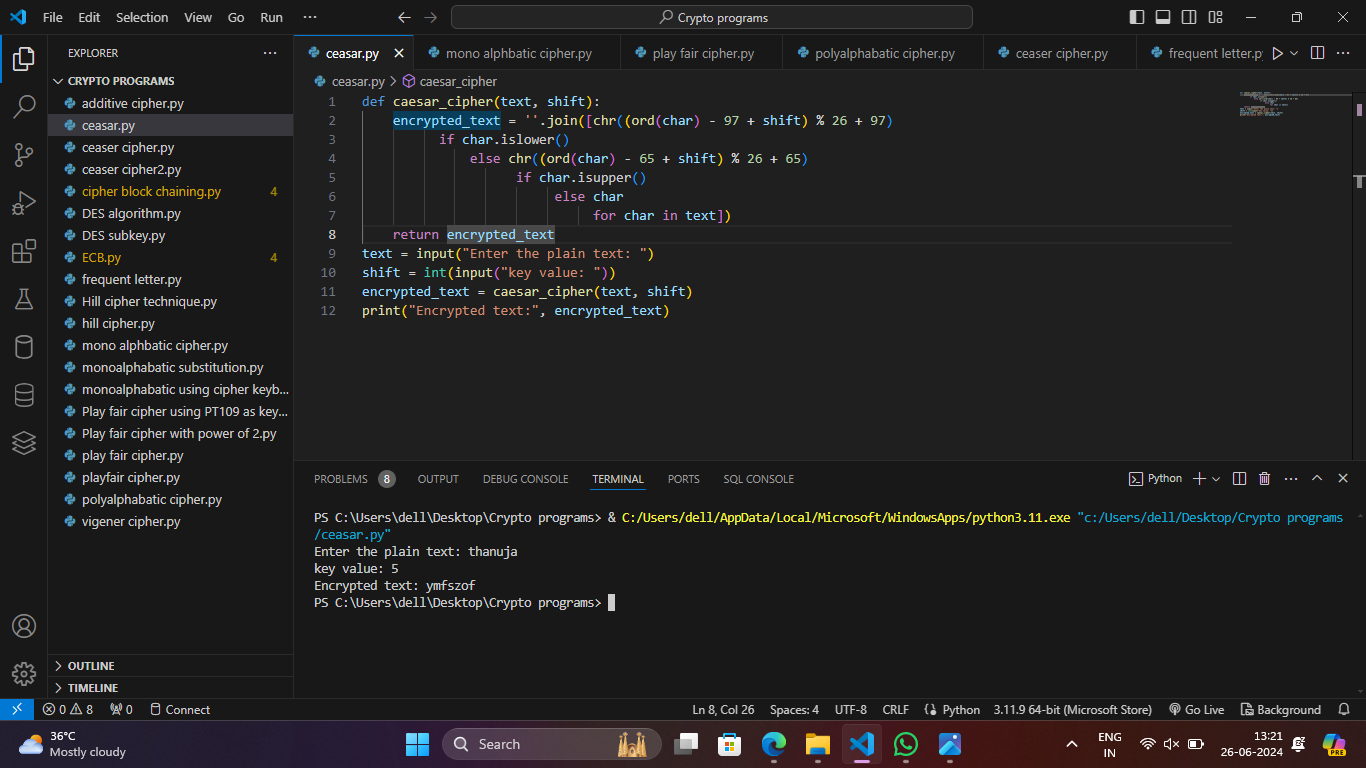 File Edit Selection View Go Run ··· Crypto programs
EXPLORER ···
CRYPTO PROGRAMS
additive cipher.py
ceasar.py
ceaser cipher.py
ceaser cipher2.py
cipher block chaining.py 4
DES algorithm.py
DES subkey.py
ECB.py 4
frequent letter.py
Hill cipher technique.py
hill cipher.py
mono alphbatic cipher.py
monoalphabatic substitution.py
monoalphabatic using cipher keyb...
Play fair cipher using PT109 as key...
Play fair cipher with power of 2.py
play fair cipher.py
playfair cipher.py
polyalphabatic cipher.py
vigener cipher.py
OUTLINE
TIMELINE
ceasar.py mono alphbatic cipher.py play fair cipher.py polyalphabatic cipher.py ceaser cipher.py frequent letter.py ···
ceasar.py > caesar_cipher
1 def caesar_cipher(text, shift):
2 encrypted_text = ''.join([chr((ord(char) - 97 + shift) % 26 + 97)
3 if char.islower()
4 else chr((ord(char) - 65 + shift) % 26 + 65)
5 if char.isupper()
6 else char
7 for char in text])
8 return encrypted_text
9 text = input("Enter the plain text: ")
10 shift = int(input("key value: "))
11 encrypted_text = caesar_cipher(text, shift)
12 print("Encrypted text:", encrypted_text)
PROBLEMS 8 OUTPUT DEBUG CONSOLE TERMINAL PORTS SQL CONSOLE Python ···
PS C:\Users\dell\Desktop\Crypto programs> & C:/Users/dell/AppData/Local/Microsoft/WindowsApps/python3.11.exe "c:/Users/dell/Desktop/Crypto programs
/ceasar.py"
Enter the plain text: thanuja
key value: 5
Encrypted text: ymfszof
PS C:\Users\dell\Desktop\Crypto programs>
0 8 0 Connect Ln 8, Col 26 Spaces: 4 UTF-8 CRLF Python 3.11.9 64-bit (Microsoft Store) Go Live Background
36°C
Mostly cloudy
Search
ENG
IN
13:21
26-06-2024
PRE